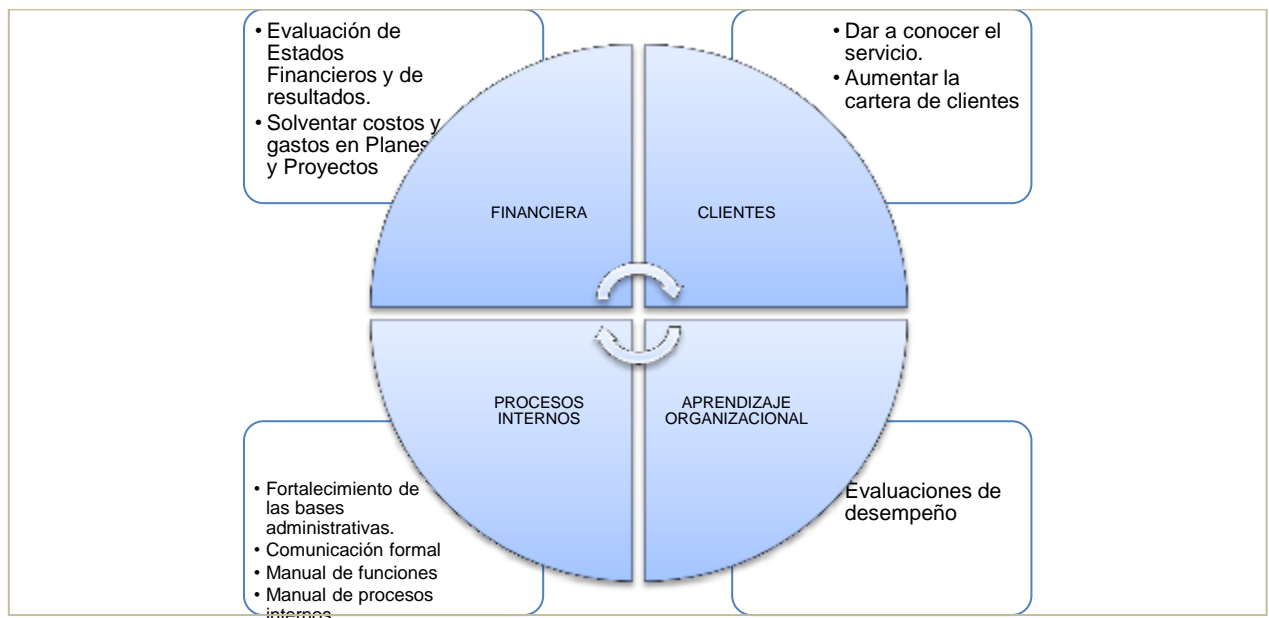 • Evaluación de
Estados
Financieros y de
resultados.
• Solventar costos y
gastos en Planes
y Proyectos
• Dar a conocer el
servicio.
• Aumentar la
cartera de clientes
FINANCIERA
CLIENTES
PROCESOS
INTERNOS
APRENDIZAJE
ORGANIZACIONAL
• Fortalecimiento de
las bases
administrativas.
• Comunicación formal
• Manual de funciones
• Manual de procesos
internos
Evaluaciones de
desempeño